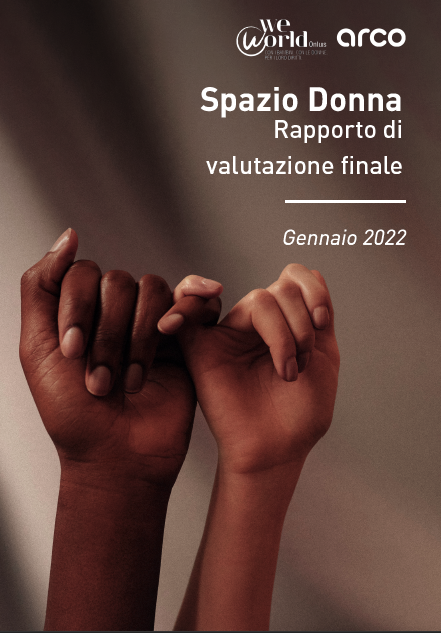 We
World Onlus
arco
Spazio Donna
Rapporto di
valutazione finale
Gennaio 2022